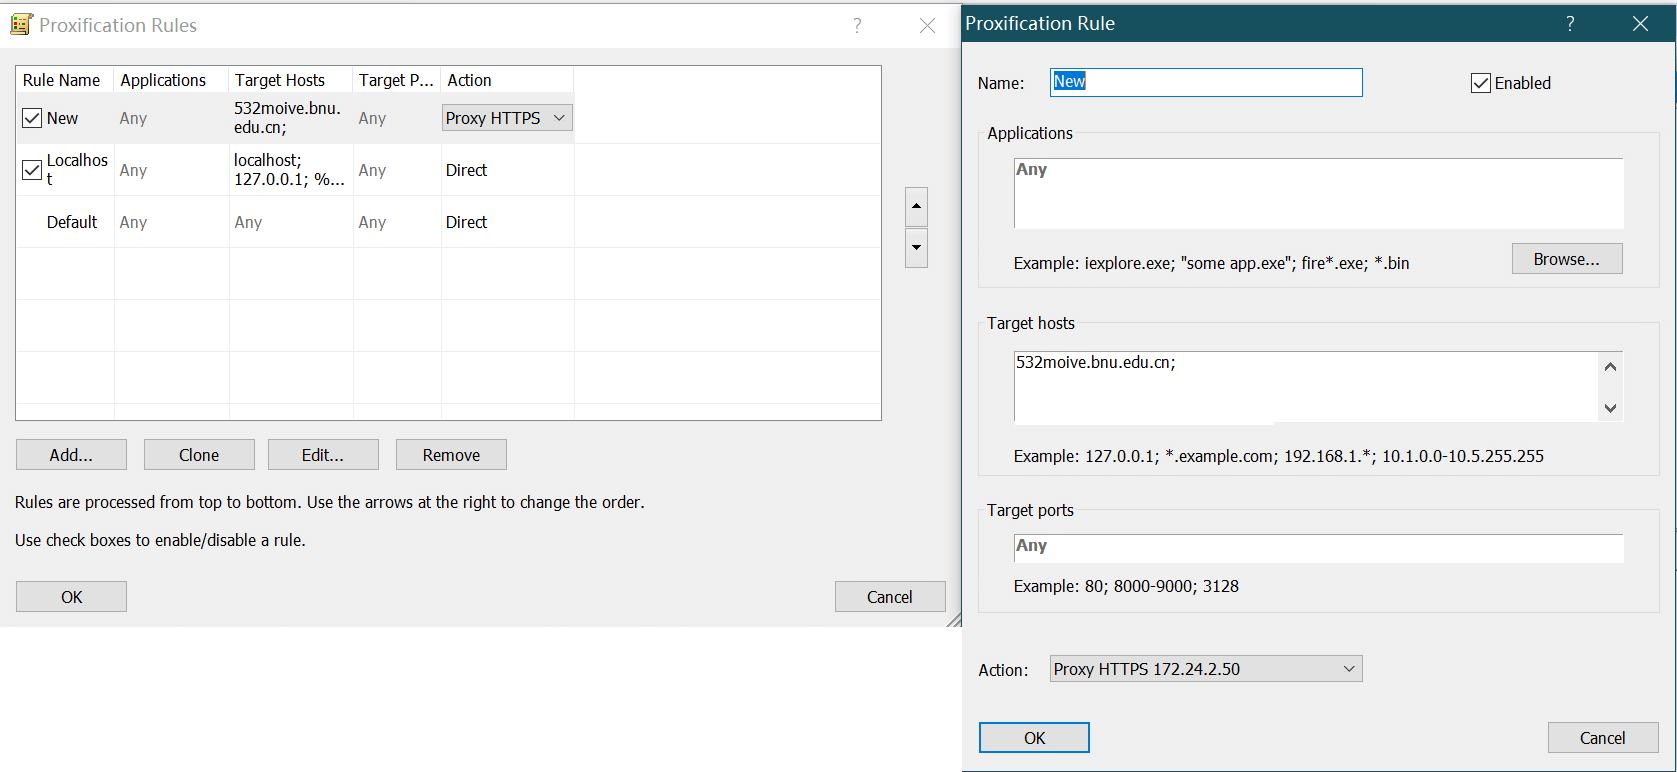 Proxification Rules
Rule Name Applications Target Hosts Target P... Action
New Any 532moive.bnu.
edu.cn; Any Proxy HTTPS
Localhos
t Any localhost;
127.0.0.1; %... Any Direct
Default Any Any Any Direct
Add... Clone Edit... Remove
Rules are processed from top to bottom. Use the arrows at the right to change the order.
Use check boxes to enable/disable a rule.
OK Cancel
Proxification Rule
Name: New Enabled
Applications
Any
Example: iexplore.exe; "some app.exe"; fire*.exe; *.bin Browse...
Target hosts
532moive.bnu.edu.cn;
Example: 127.0.0.1; *.example.com; 192.168.1.*; 10.1.0.0-10.5.255.255
Target ports
Any
Example: 80; 8000-9000; 3128
Action: Proxy HTTPS 172.24.2.50
OK Cancel